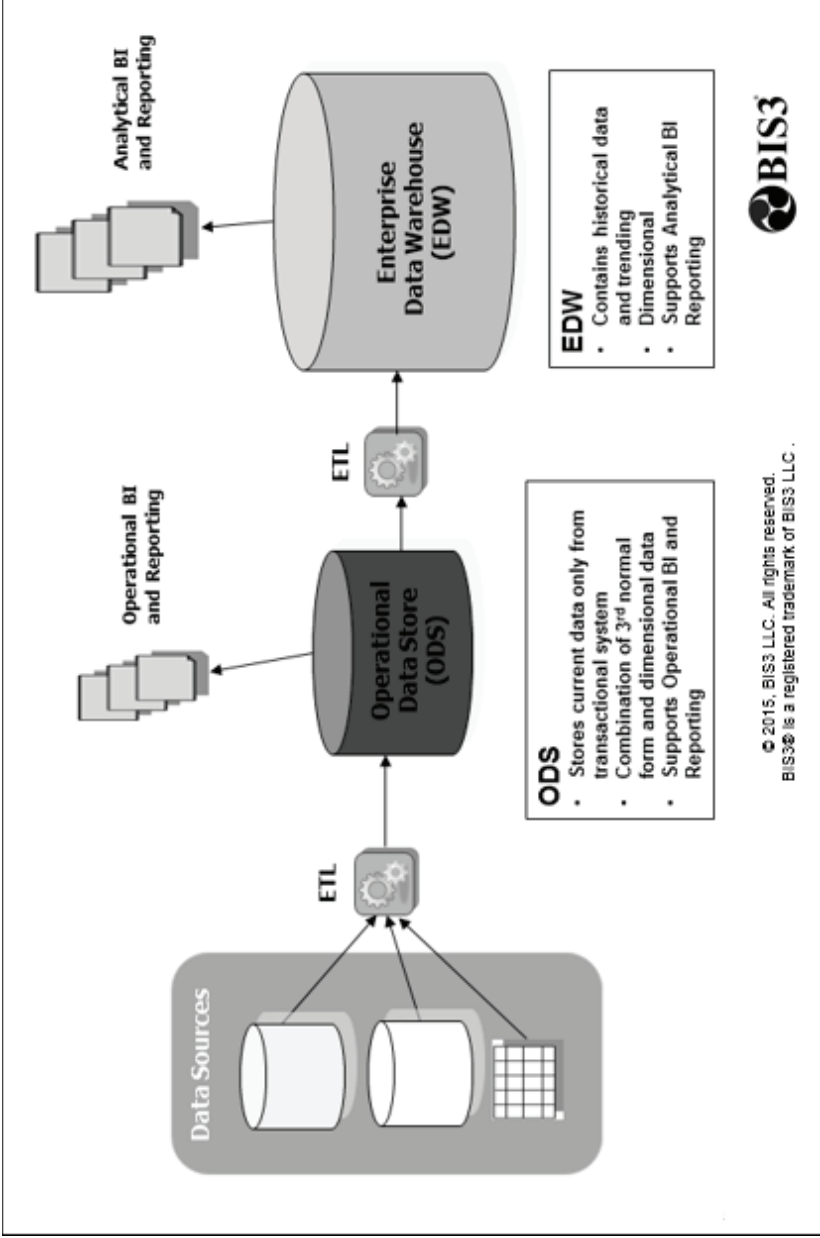 Data Sources
ETL
Operational
Data Store
(ODS)
Operational BI
and Reporting
ETL
Enterprise
Data Warehouse
(EDW)
Analytical BI
and Reporting
ODS
• Stores current data only from
transactional system
• Combination of 3rd normal
form and dimensional data
• Supports Operational BI and
Reporting
EDW
• Contains historical data
and trending
• Dimensional
• Supports Analytical BI
Reporting
© 2015, BIS3 LLC. All rights reserved.
BIS3® is a registered trademark of BIS3 LLC .
BIS3